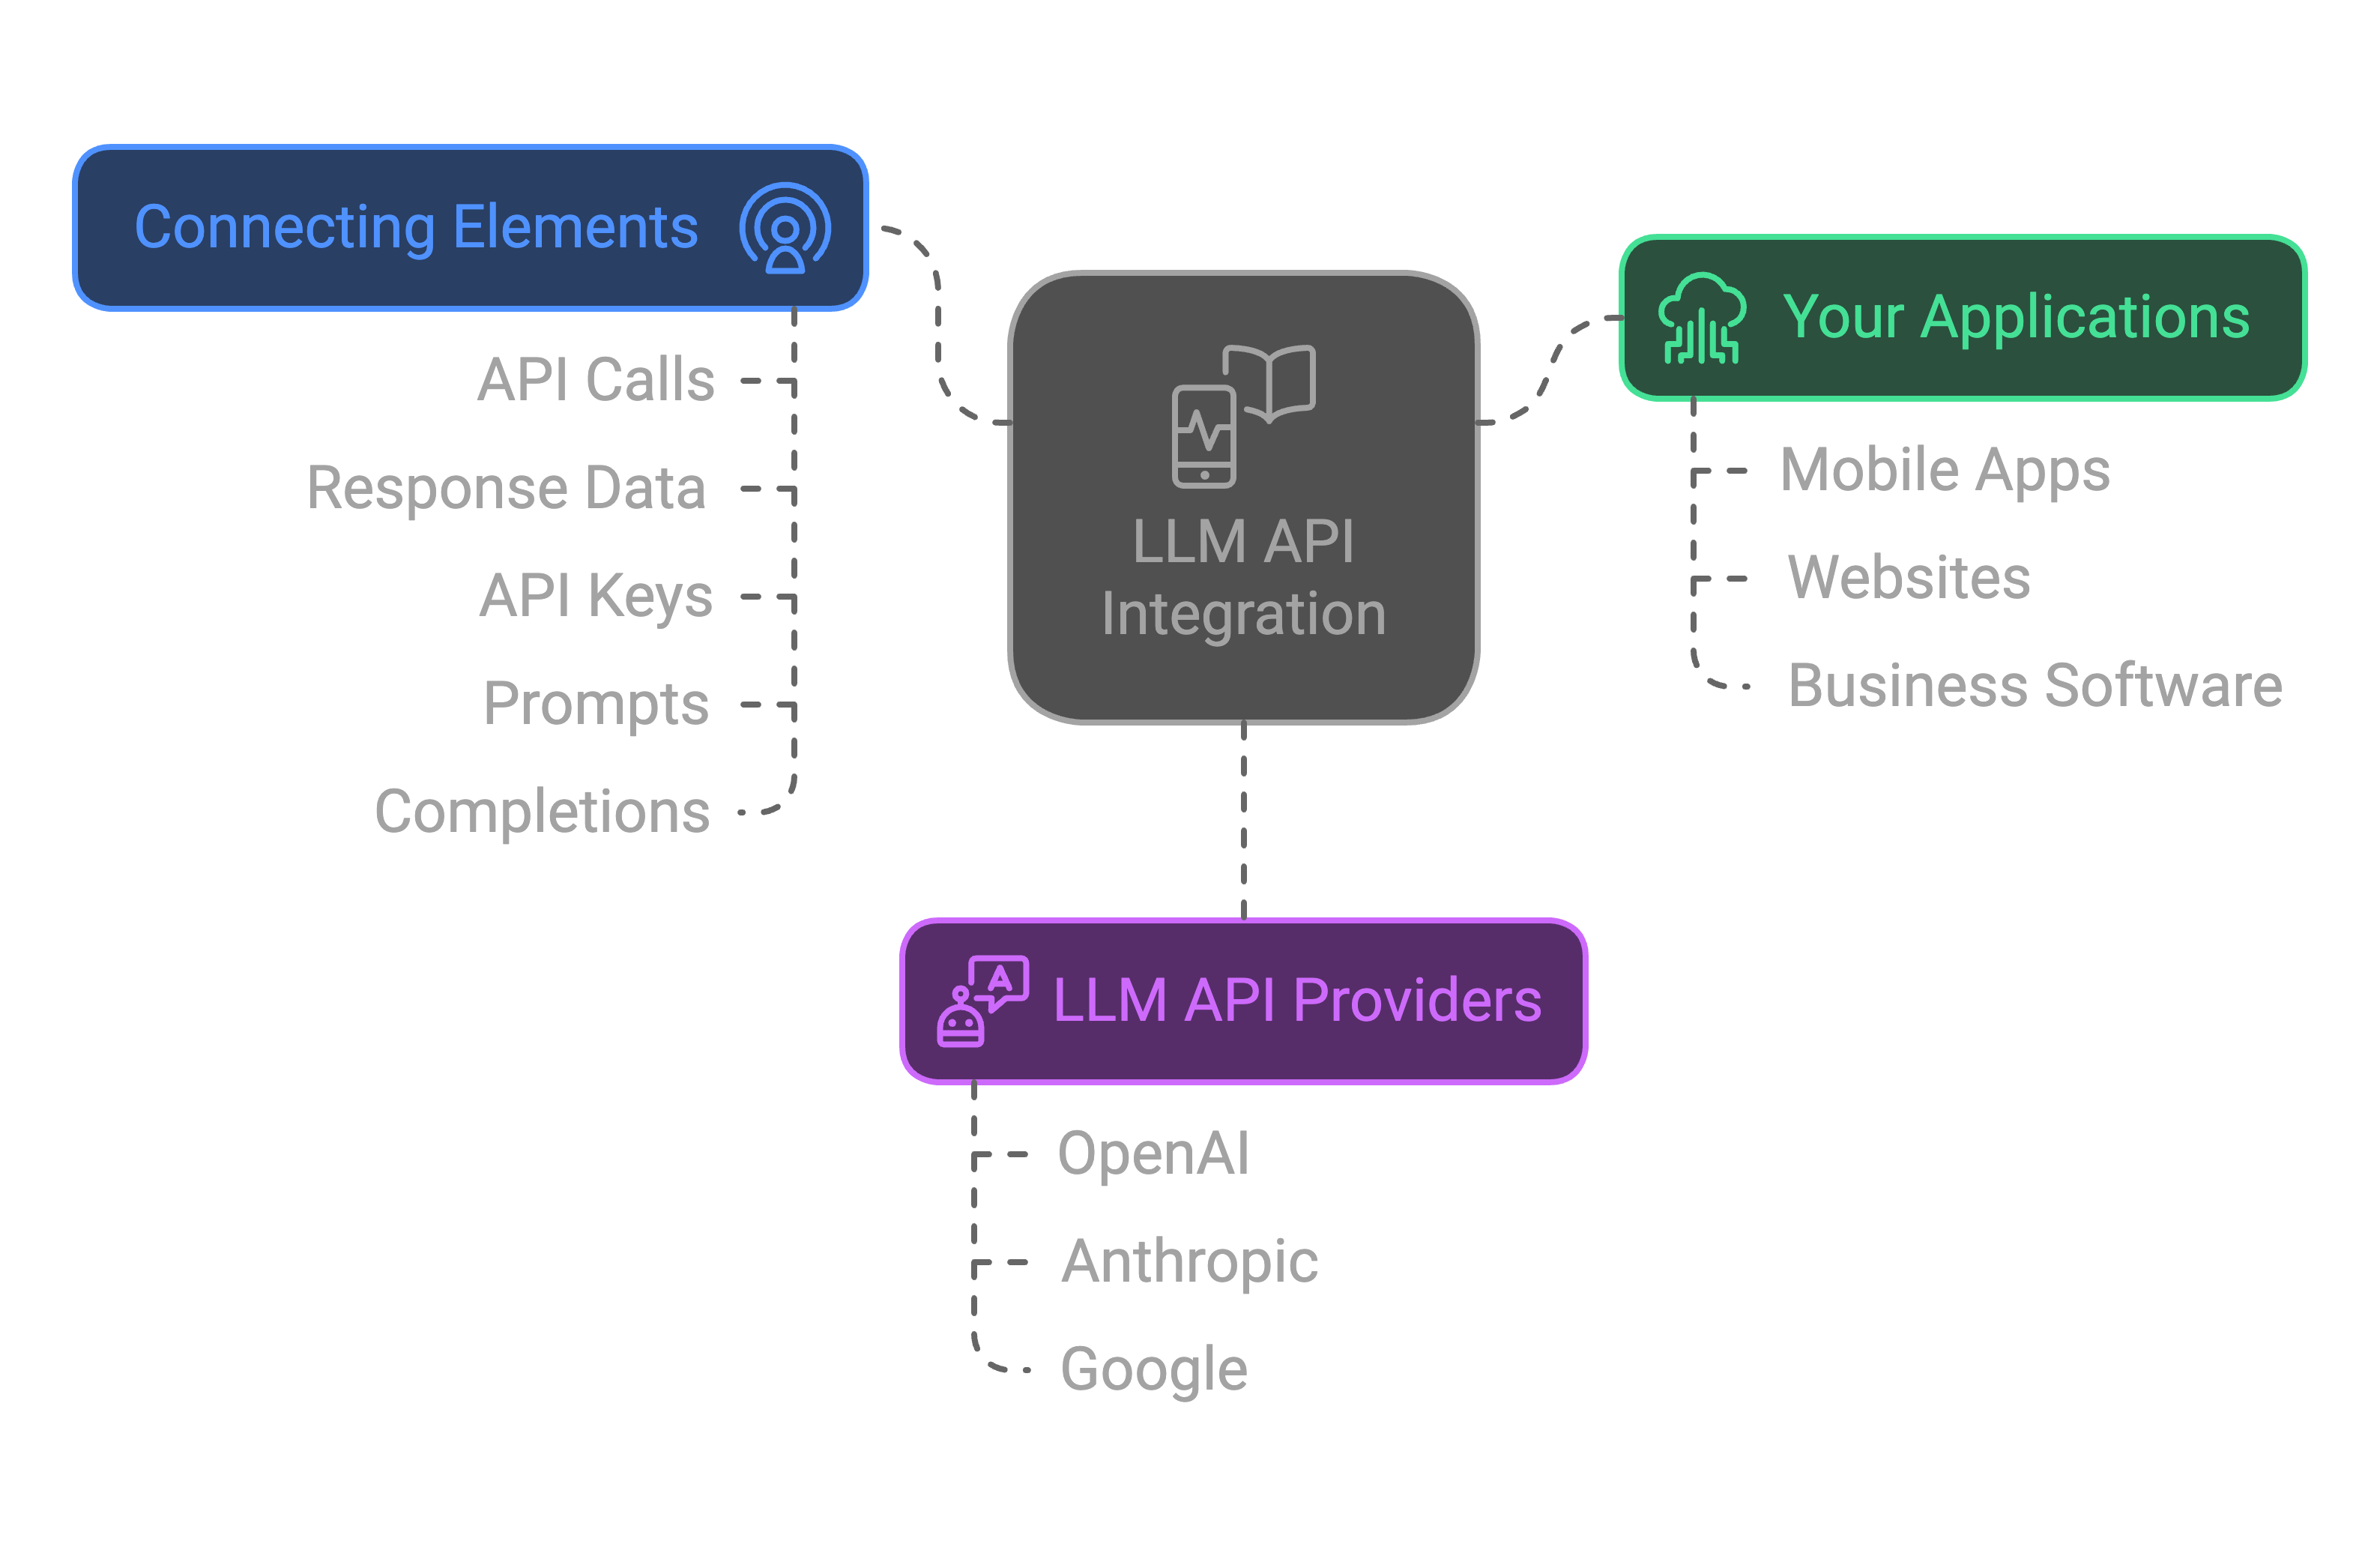 Connecting Elements
API Calls
Response Data
API Keys
Prompts
Completions
LLM API
Integration
Your Applications
Mobile Apps
Websites
Business Software
A
LLM API Providers
OpenAI
Anthropic
Google